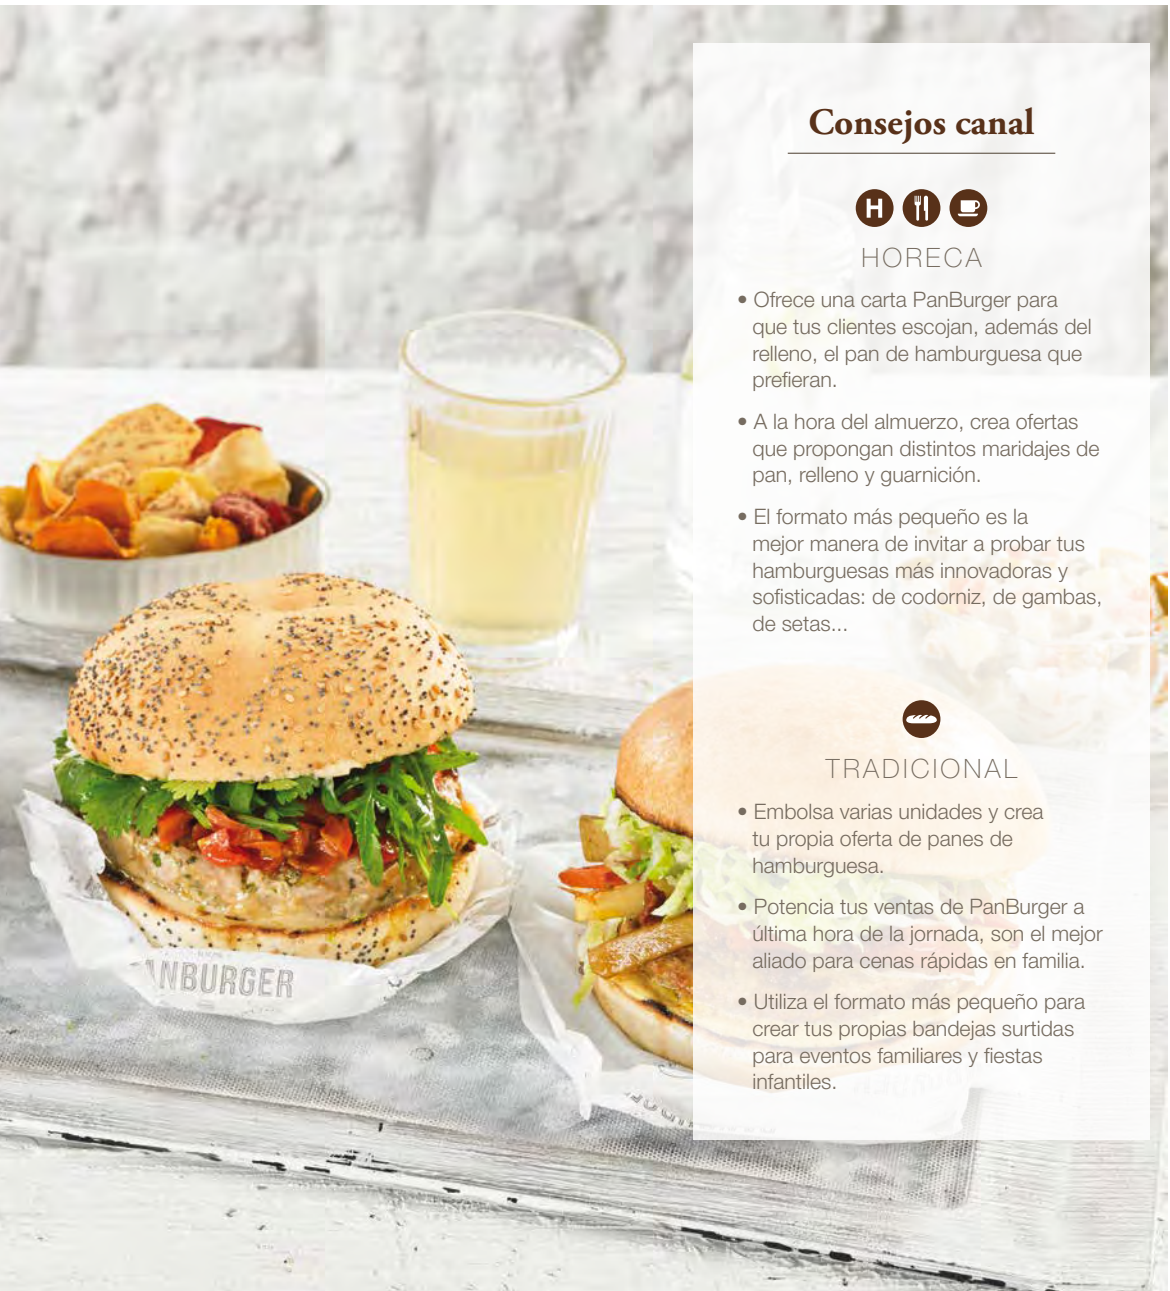 Consejos canal
H
HORECA
• Ofrece una carta PanBurger para
que tus clientes escojan, además del
relleno, el pan de hamburguesa que
prefieran.
• A la hora del almuerzo, crea ofertas
que propongan distintos maridajes de
pan, relleno y guarnición.
• El formato más pequeño es la
mejor manera de invitar a probar tus
hamburguesas más innovadoras y
sofisticadas: de codorniz, de gambas,
de setas...
TRADICIONAL
• Embolsa varias unidades y crea
tu propia oferta de panes de
hamburguesa.
• Potencia tus ventas de PanBurger a
última hora de la jornada, son el mejor
aliado para cenas rápidas en familia.
• Utiliza el formato más pequeño para
crear tus propias bandejas surtidas
para eventos familiares y fiestas
infantiles.
ANBURGER